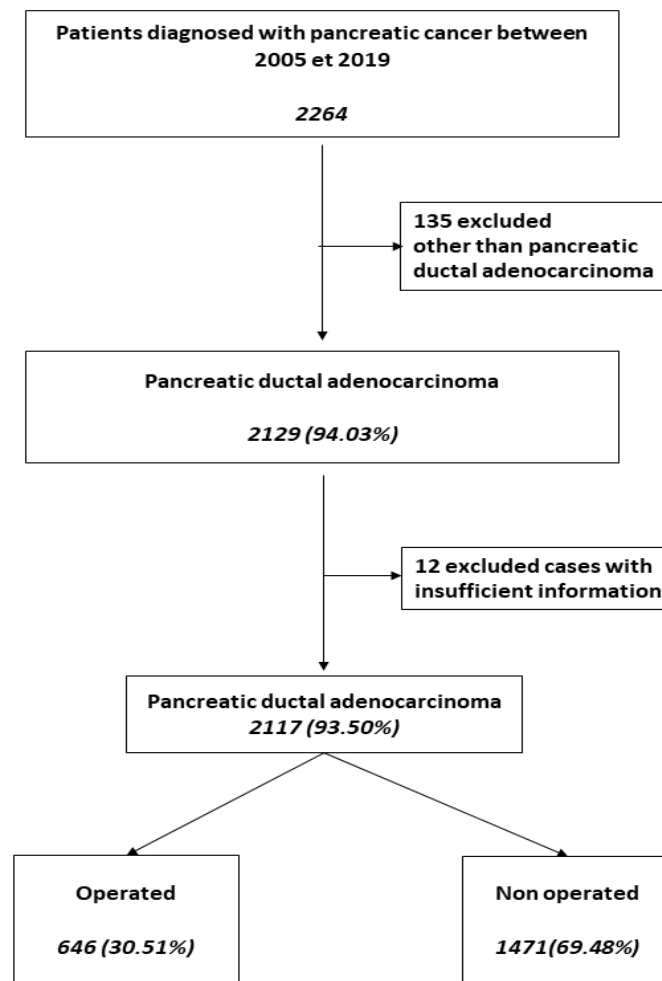 Patients diagnosed with pancreatic cancer between
2005 et 2019
2264
135 excluded
other than pancreatic
ductal adenocarcinoma
Pancreatic ductal adenocarcinoma
2129 (94.03%)
12 excluded cases with
insufficient information
Pancreatic ductal adenocarcinoma
2117 (93.50%)
Operated
646 (30.51%)
Non operated
1471(69.48%)